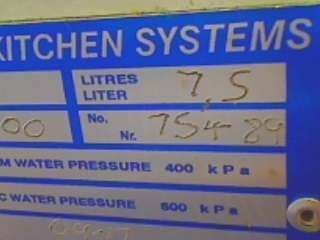 KITCHEN SYSTEMS
LITRES 7,5
LITER
00 No. 754-89
Nr.
M WATER PRESSURE 400 kPa
C WATER PRESSURE 600 kPa